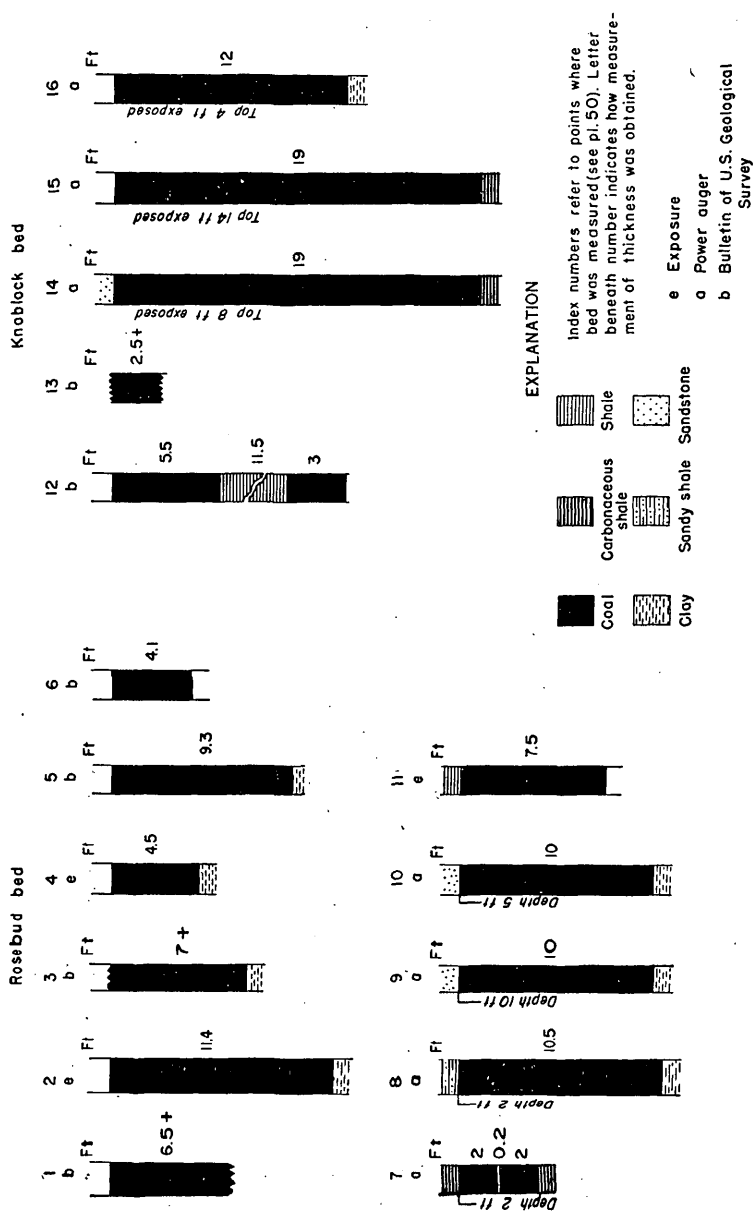 Rosebud bed
1
b
Ft
6.5+
2
e
Ft
11.4
3
b
Ft
7+
4
e
Ft
4.5
5
b
Ft
9.3
6
b
Ft
4.1
7
a
Ft
2
0.2
2
Depth 2 ft
8
a
Ft
10.5
Depth 2 ft
9
a
Ft
10
Depth 10 ft
10
a
Ft
10
Depth 5 ft
11
e
Ft
7.5
Knoblock bed
12
b
Ft
5.5
11.5
3
13
b
Ft
2.5+
14
a
Ft
19
Top 8 ft exposed
15
a
Ft
19
Top 14 ft exposed
16
a
Ft
12
Top 4 ft exposed
EXPLANATION
Coal
Carbonaceous
shale
Shale
Clay
Sandy shale
Sandstone
Index numbers refer to points where
bed was measured (see pl. 50). Letter
beneath number indicates how measure-
ment of thickness was obtained.
e Exposure
a Power auger
b Bulletin of U.S. Geological
Survey